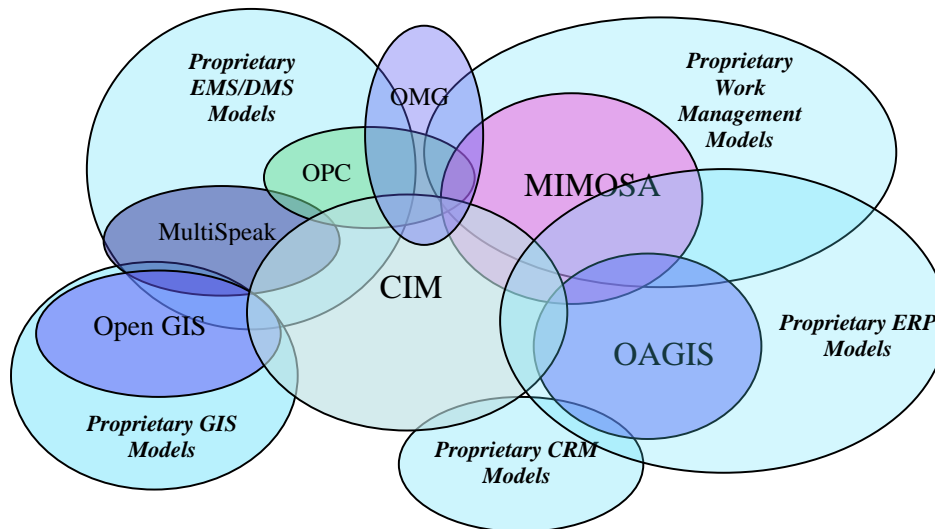 Proprietary
EMS/DMS
Models
OMG
Proprietary
Work
Management
Models
OPC
MIMOSA
MultiSpeak
CIM
Open GIS
Proprietary ERP
Models
OAGIS
Proprietary GIS
Models
Proprietary CRM
Models